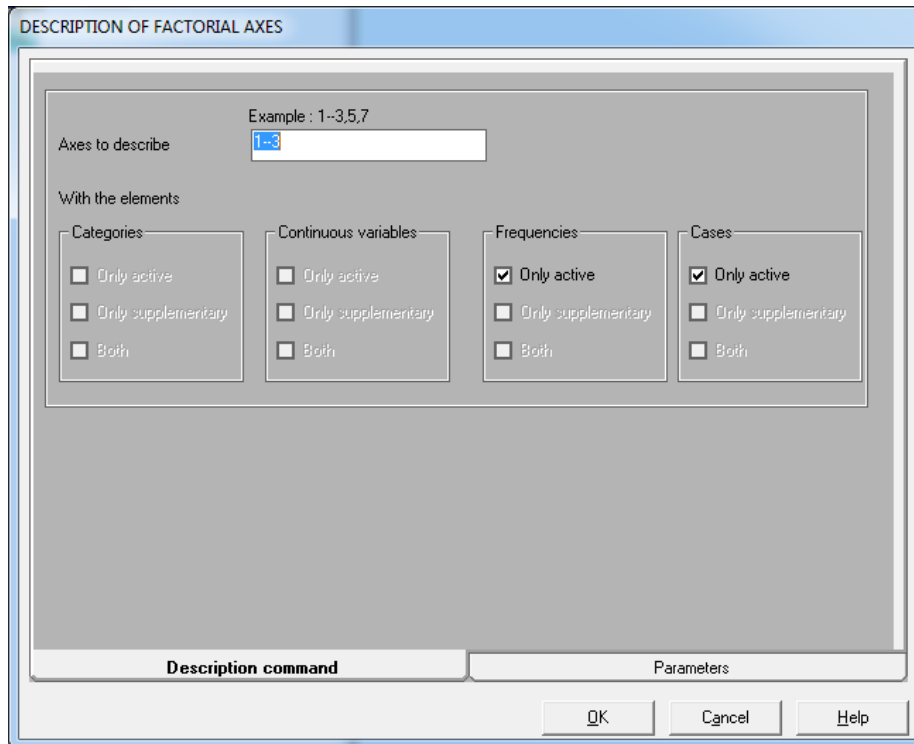 DESCRIPTION OF FACTORIAL AXES
Example : 1--3,5,7
Axes to describe
1--3
With the elements
Categories
Only active
Only supplementary
Both
Continuous variables
Only active
Only supplementary
Both
Frequencies
Only active
Only supplementary
Both
Cases
Only active
Only supplementary
Both
Description command
Parameters
OK
Cancel
Help